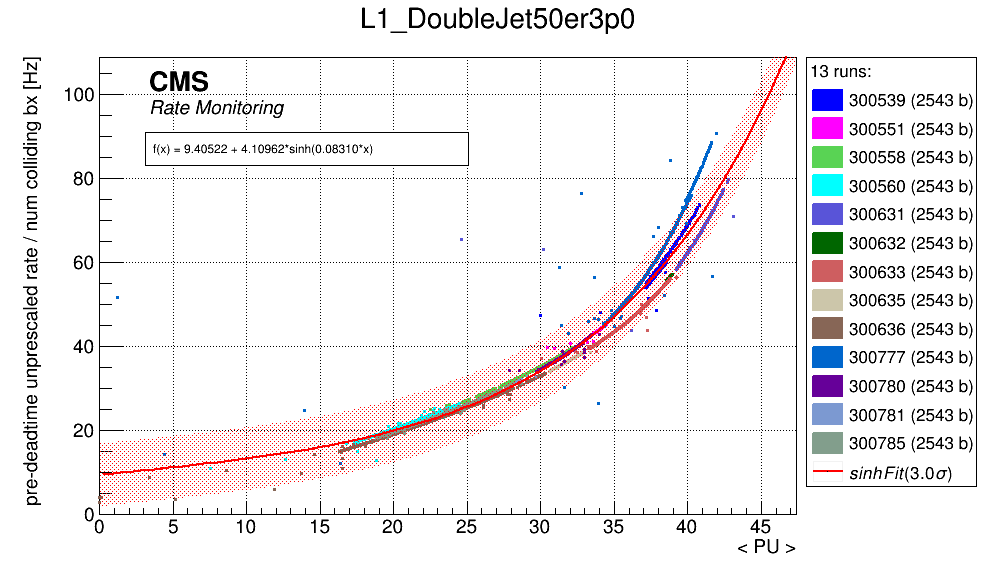 L1_DoubleJet50er3p0
pre-deadtime unprescaled rate / num colliding bx [Hz]
CMS
Rate Monitoring
f(x) = 9.40522 + 4.10962*sinh(0.08310*x)
100
80
60
40
20
0
0 5 10 15 20 25 30 35 40 45
< PU >
13 runs:
300539 (2543 b)
300551 (2543 b)
300558 (2543 b)
300560 (2543 b)
300631 (2543 b)
300632 (2543 b)
300633 (2543 b)
300635 (2543 b)
300636 (2543 b)
300777 (2543 b)
300780 (2543 b)
300781 (2543 b)
300785 (2543 b)
sinhFit(3.0σ)